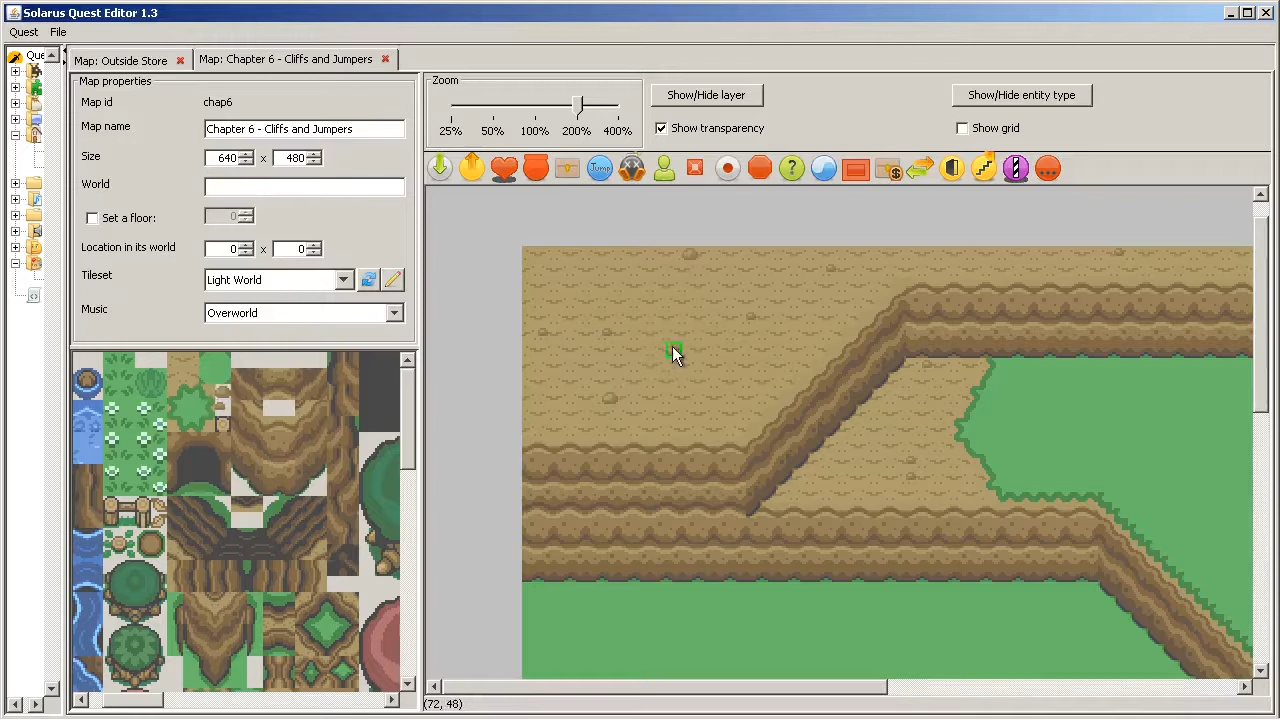 Solarus Quest Editor 1.3
Quest File
Que
Map: Outside Store
Map: Chapter 6 - Cliffs and Jumpers
Map properties
Map id chap6
Map name Chapter 6 - Cliffs and Jumpers
Size 640 x 480
World
Set a floor: 0
Location in its world 0 x 0
Tileset Light World
Music Overworld
Zoom
25% 50% 100% 200% 400%
Show/Hide layer
Show transparency
Show/Hide entity type
Show grid
Jump
?
$
...
(72, 48)